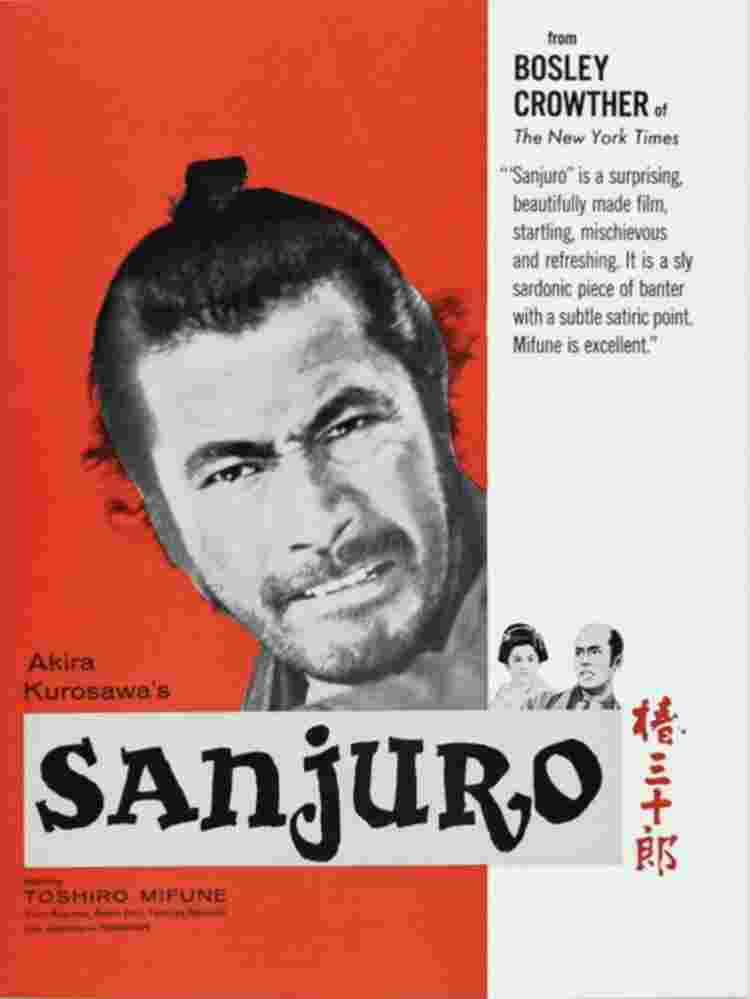 from
BOSLEY
CROWTHER of
The New York Times
"“Sanjuro” is a surprising,
beautifully made film,
startling, mischievous
and refreshing. It is a sly
sardonic piece of banter
with a subtle satiric point.
Mifune is excellent.”
Akira
Kurosawa's
SANJURO
椿三十郎
TOSHIRO MIFUNE